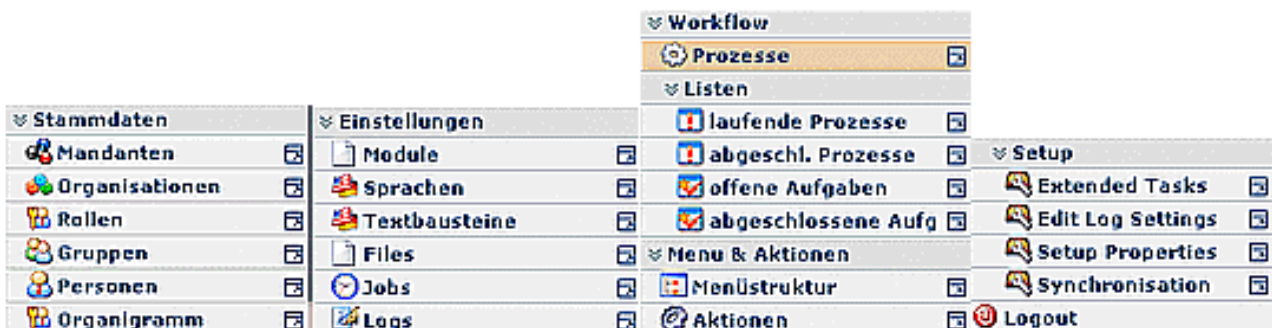 Stammdaten
Mandanten
Organisationen
Rollen
Gruppen
Personen
Organigramm
Einstellungen
Module
Sprachen
Textbausteine
Files
Jobs
Logs
Workflow
Prozesse
Listen
laufende Prozesse
abgeschl. Prozesse
offene Aufgaben
abgeschlossene Aufg
Menu & Aktionen
Menüstruktur
Aktionen
Setup
Extended Tasks
Edit Log Settings
Setup Properties
Synchronisation
Logout